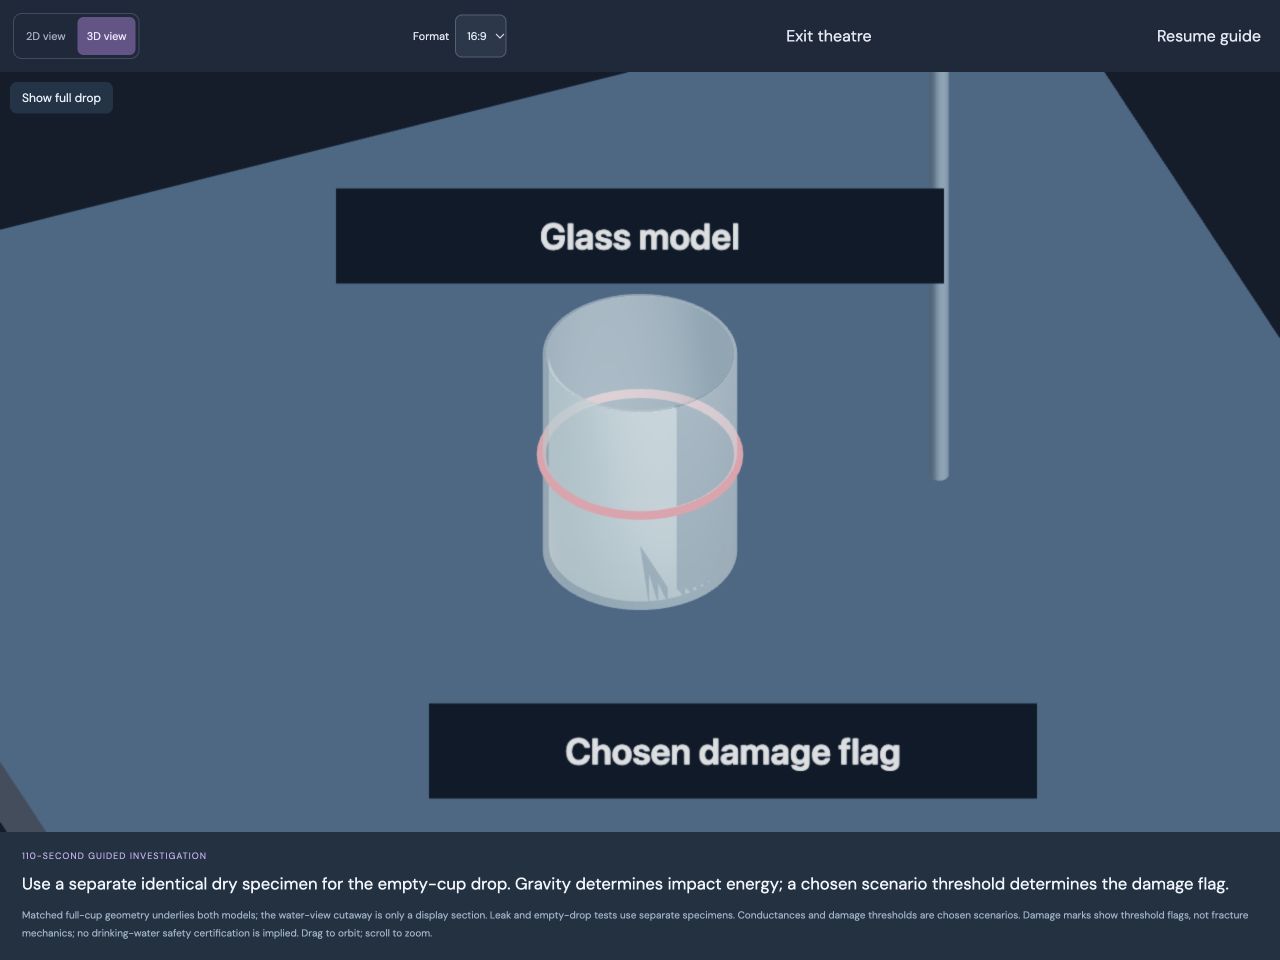 2D view
3D view
Format
16:9
Exit theatre
Resume guide
Show full drop
Glass model
Chosen damage flag
110-SECOND GUIDED INVESTIGATION
Use a separate identical dry specimen for the empty-cup drop. Gravity determines impact energy; a chosen scenario threshold determines the damage flag.
Matched full-cup geometry underlies both models; the water-view cutaway is only a display section. Leak and empty-drop tests use separate specimens. Conductances and damage thresholds are chosen scenarios. Damage marks show threshold flags, not fracture
mechanics; no drinking-water safety certification is implied. Drag to orbit; scroll to zoom.